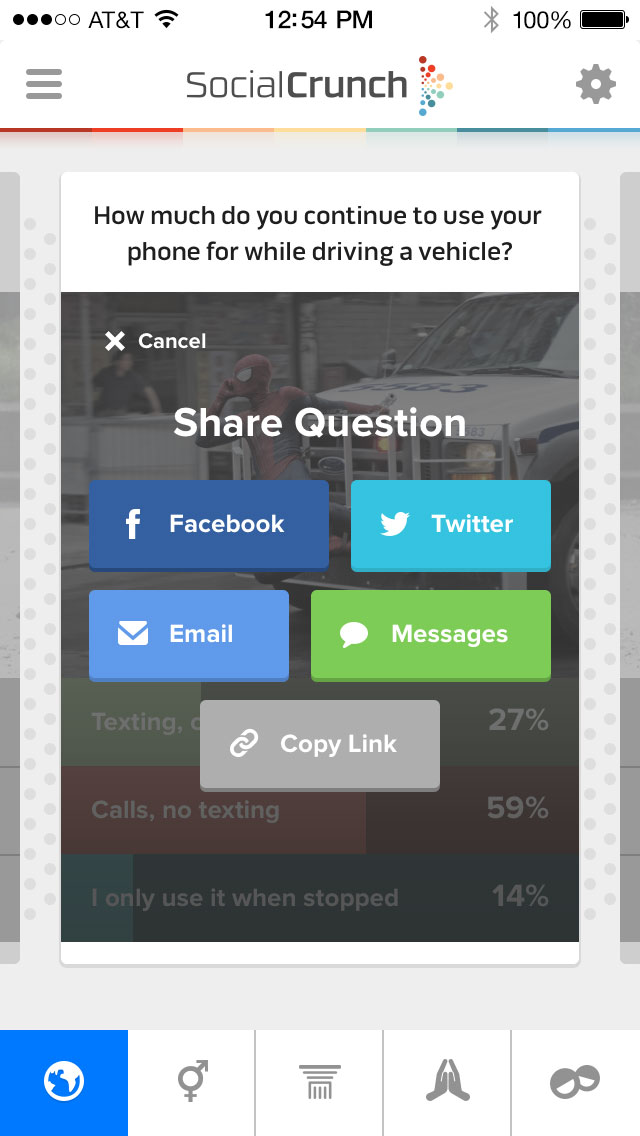 AT&T 12:54 PM 100%
SocialCrunch
How much do you continue to use your
phone for while driving a vehicle?
Cancel
Share Question
Facebook Twitter
Email Messages
Copy Link
Texting, 27%
Calls, no texting 59%
I only use it when stopped 14%